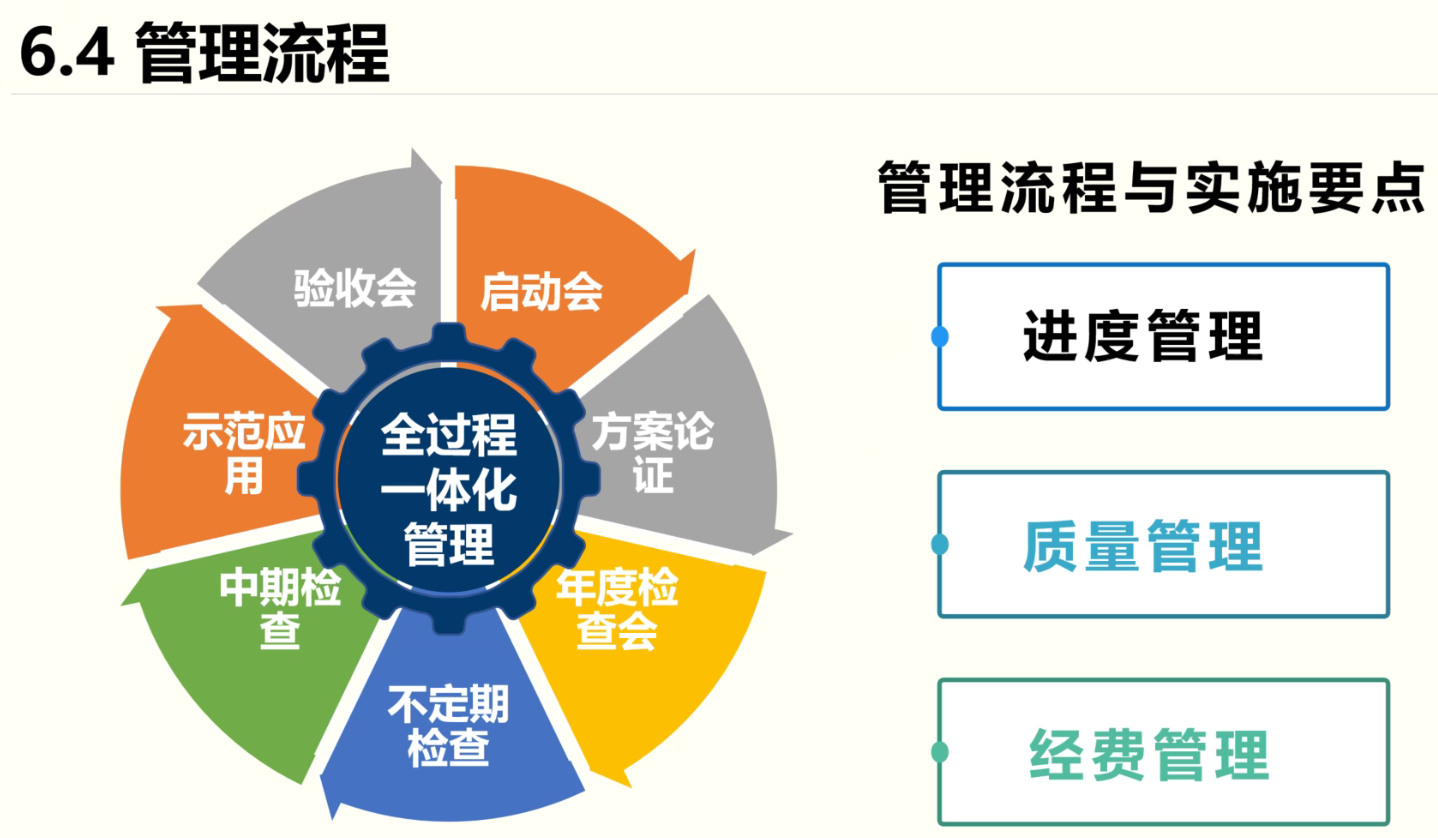 6.4 管理流程
管理流程与实施要点
验收会
启动会
示范应
用
全过程
一体化
管理
方案论
证
中期检
查
年度检
查会
不定期
检查
进度管理
质量管理
经费管理